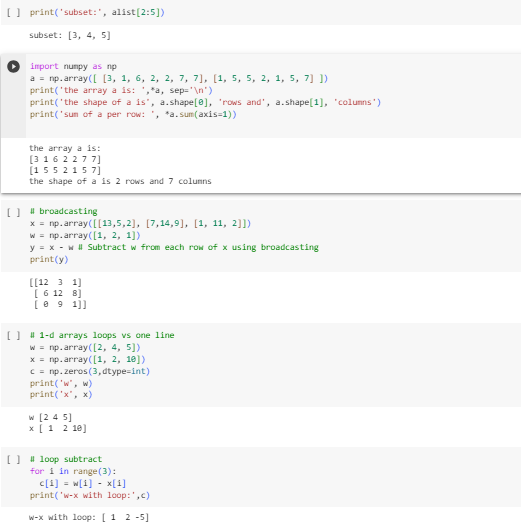 [ ] print('subset:', alist[2:5])
subset: [3, 4, 5]
import numpy as np
a = np.array([ [3, 1, 6, 2, 2, 7, 7], [1, 5, 5, 2, 1, 5, 7] ])
print('the array a is: ',*a, sep='\n')
print('the shape of a is', a.shape[0], 'rows and', a.shape[1], 'columns')
print('sum of a per row: ', *a.sum(axis=1))
the array a is:
[3 1 6 2 2 7 7]
[1 5 5 2 1 5 7]
the shape of a is 2 rows and 7 columns
[ ] # broadcasting
x = np.array([[13,5,2], [7,14,9], [1, 11, 2]])
w = np.array([1, 2, 1])
y = x - w # Subtract w from each row of x using broadcasting
print(y)
[[12 3 1]
[ 6 12 8]
[ 0 9 1]]
[ ] # 1-d arrays loops vs one line
w = np.array([2, 4, 5])
x = np.array([1, 2, 10])
c = np.zeros(3,dtype=int)
print('w', w)
print('x', x)
w [2 4 5]
x [ 1 2 10]
[ ] # loop subtract
for i in range(3):
c[i] = w[i] - x[i]
print('w-x with loop:',c)
w-x with loop: [ 1 2 -5]